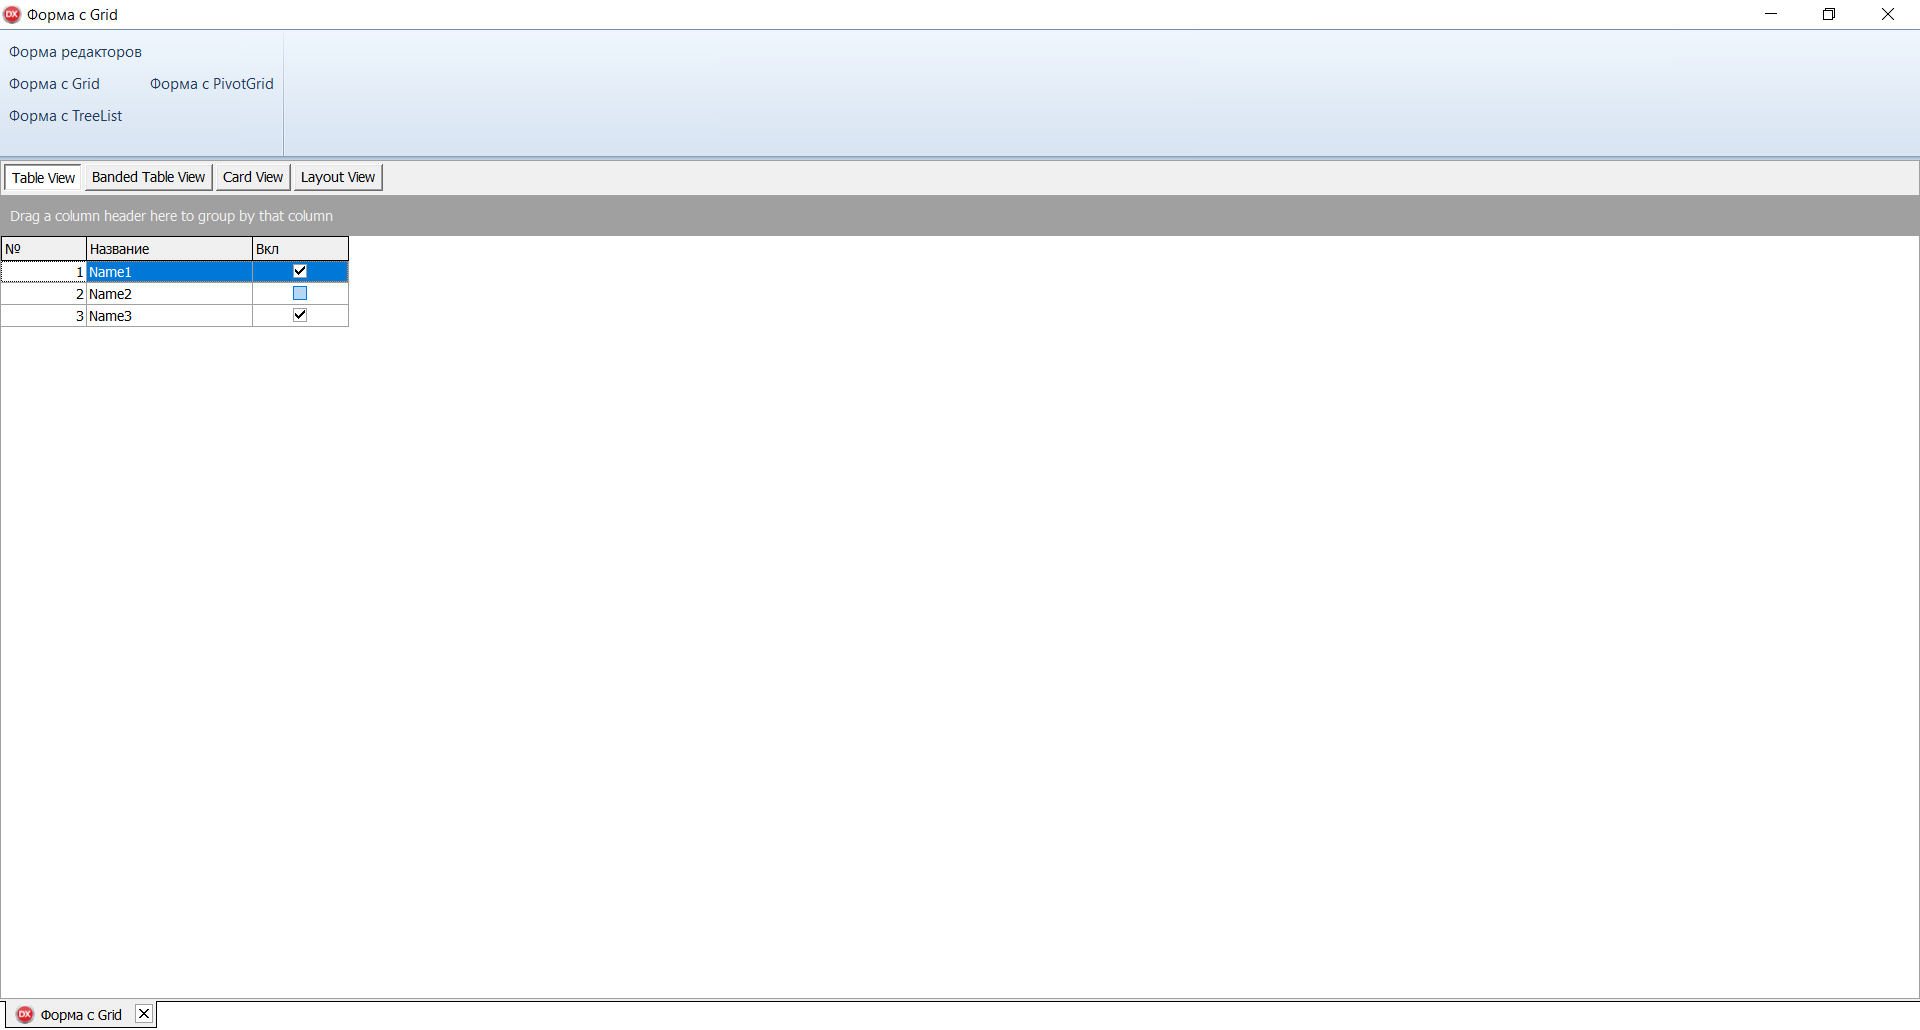 DX Форма с Grid
Форма редакторов
Форма с Grid Форма с PivotGrid
Форма с TreeList
Table View Banded Table View Card View Layout View
Drag a column header here to group by that column
№ Название Вкл
1 Name1
2 Name2
3 Name3
DX Форма с Grid